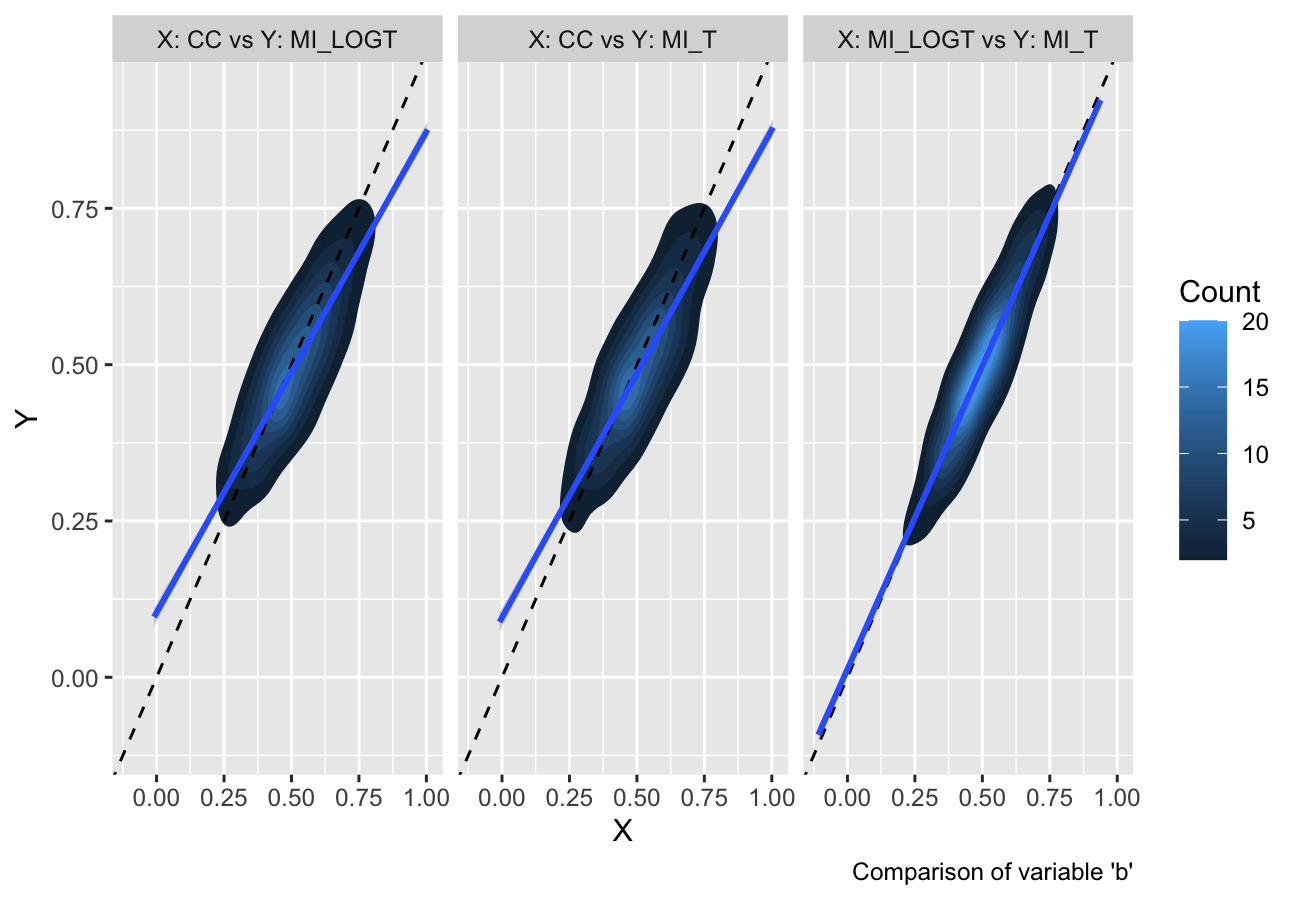 X: CC vs Y: MI_LOGT
X: CC vs Y: MI_T
X: MI_LOGT vs Y: MI_T
Y
0.75
0.50
0.25
0.00
0.00 0.25 0.50 0.75 1.00
0.00 0.25 0.50 0.75 1.00
0.00 0.25 0.50 0.75 1.00
X
Count
20
15
10
5
Comparison of variable 'b'